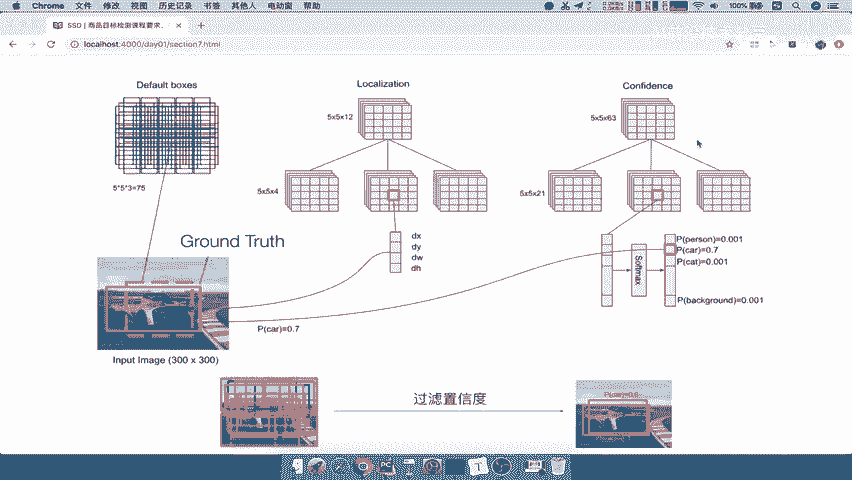 Chrome 文件 修改 视图 历史记录 书签 其他人 电动窗 帮助
100%
SSD | 商品目标检测课程要求...
localhost:4000/day01/section7.html
Default boxes
Localization
Confidence
5x5x12
5x5x63
5*5*3=75
5x5x4
5x5x21
Ground Truth
dx
dy
dw
dh
Softmax
P(person)=0.001
P(car)=0.7
P(cat)=0.001
P(background)=0.001
P(car)=0.7
Input Image (300 x 300)
过滤置信度